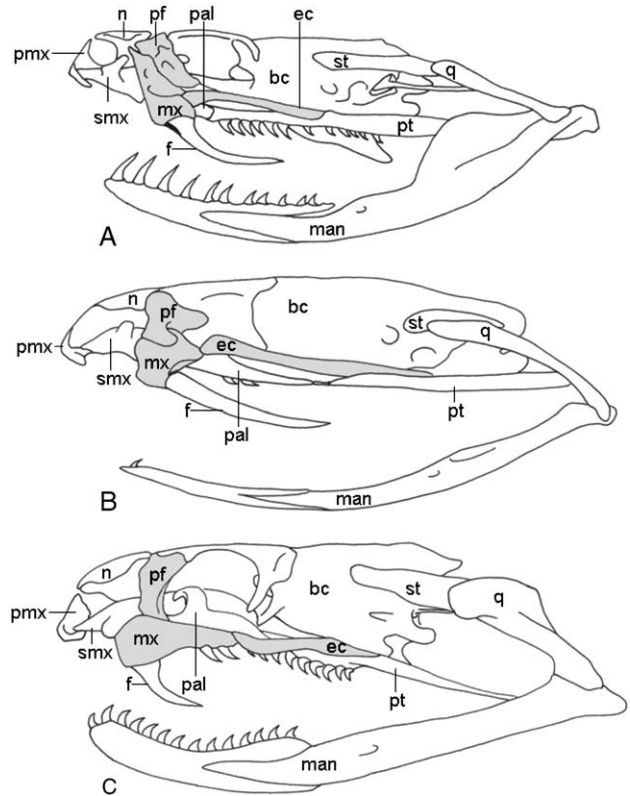 n pf pal ec
pmx
bc st q
smx mx pt
f
man
A
n bc
pf st q
pmx smx mx ec
f pal pt
B man
n pf bc st q
pmx
smx mx ec
f pal pt
man
C